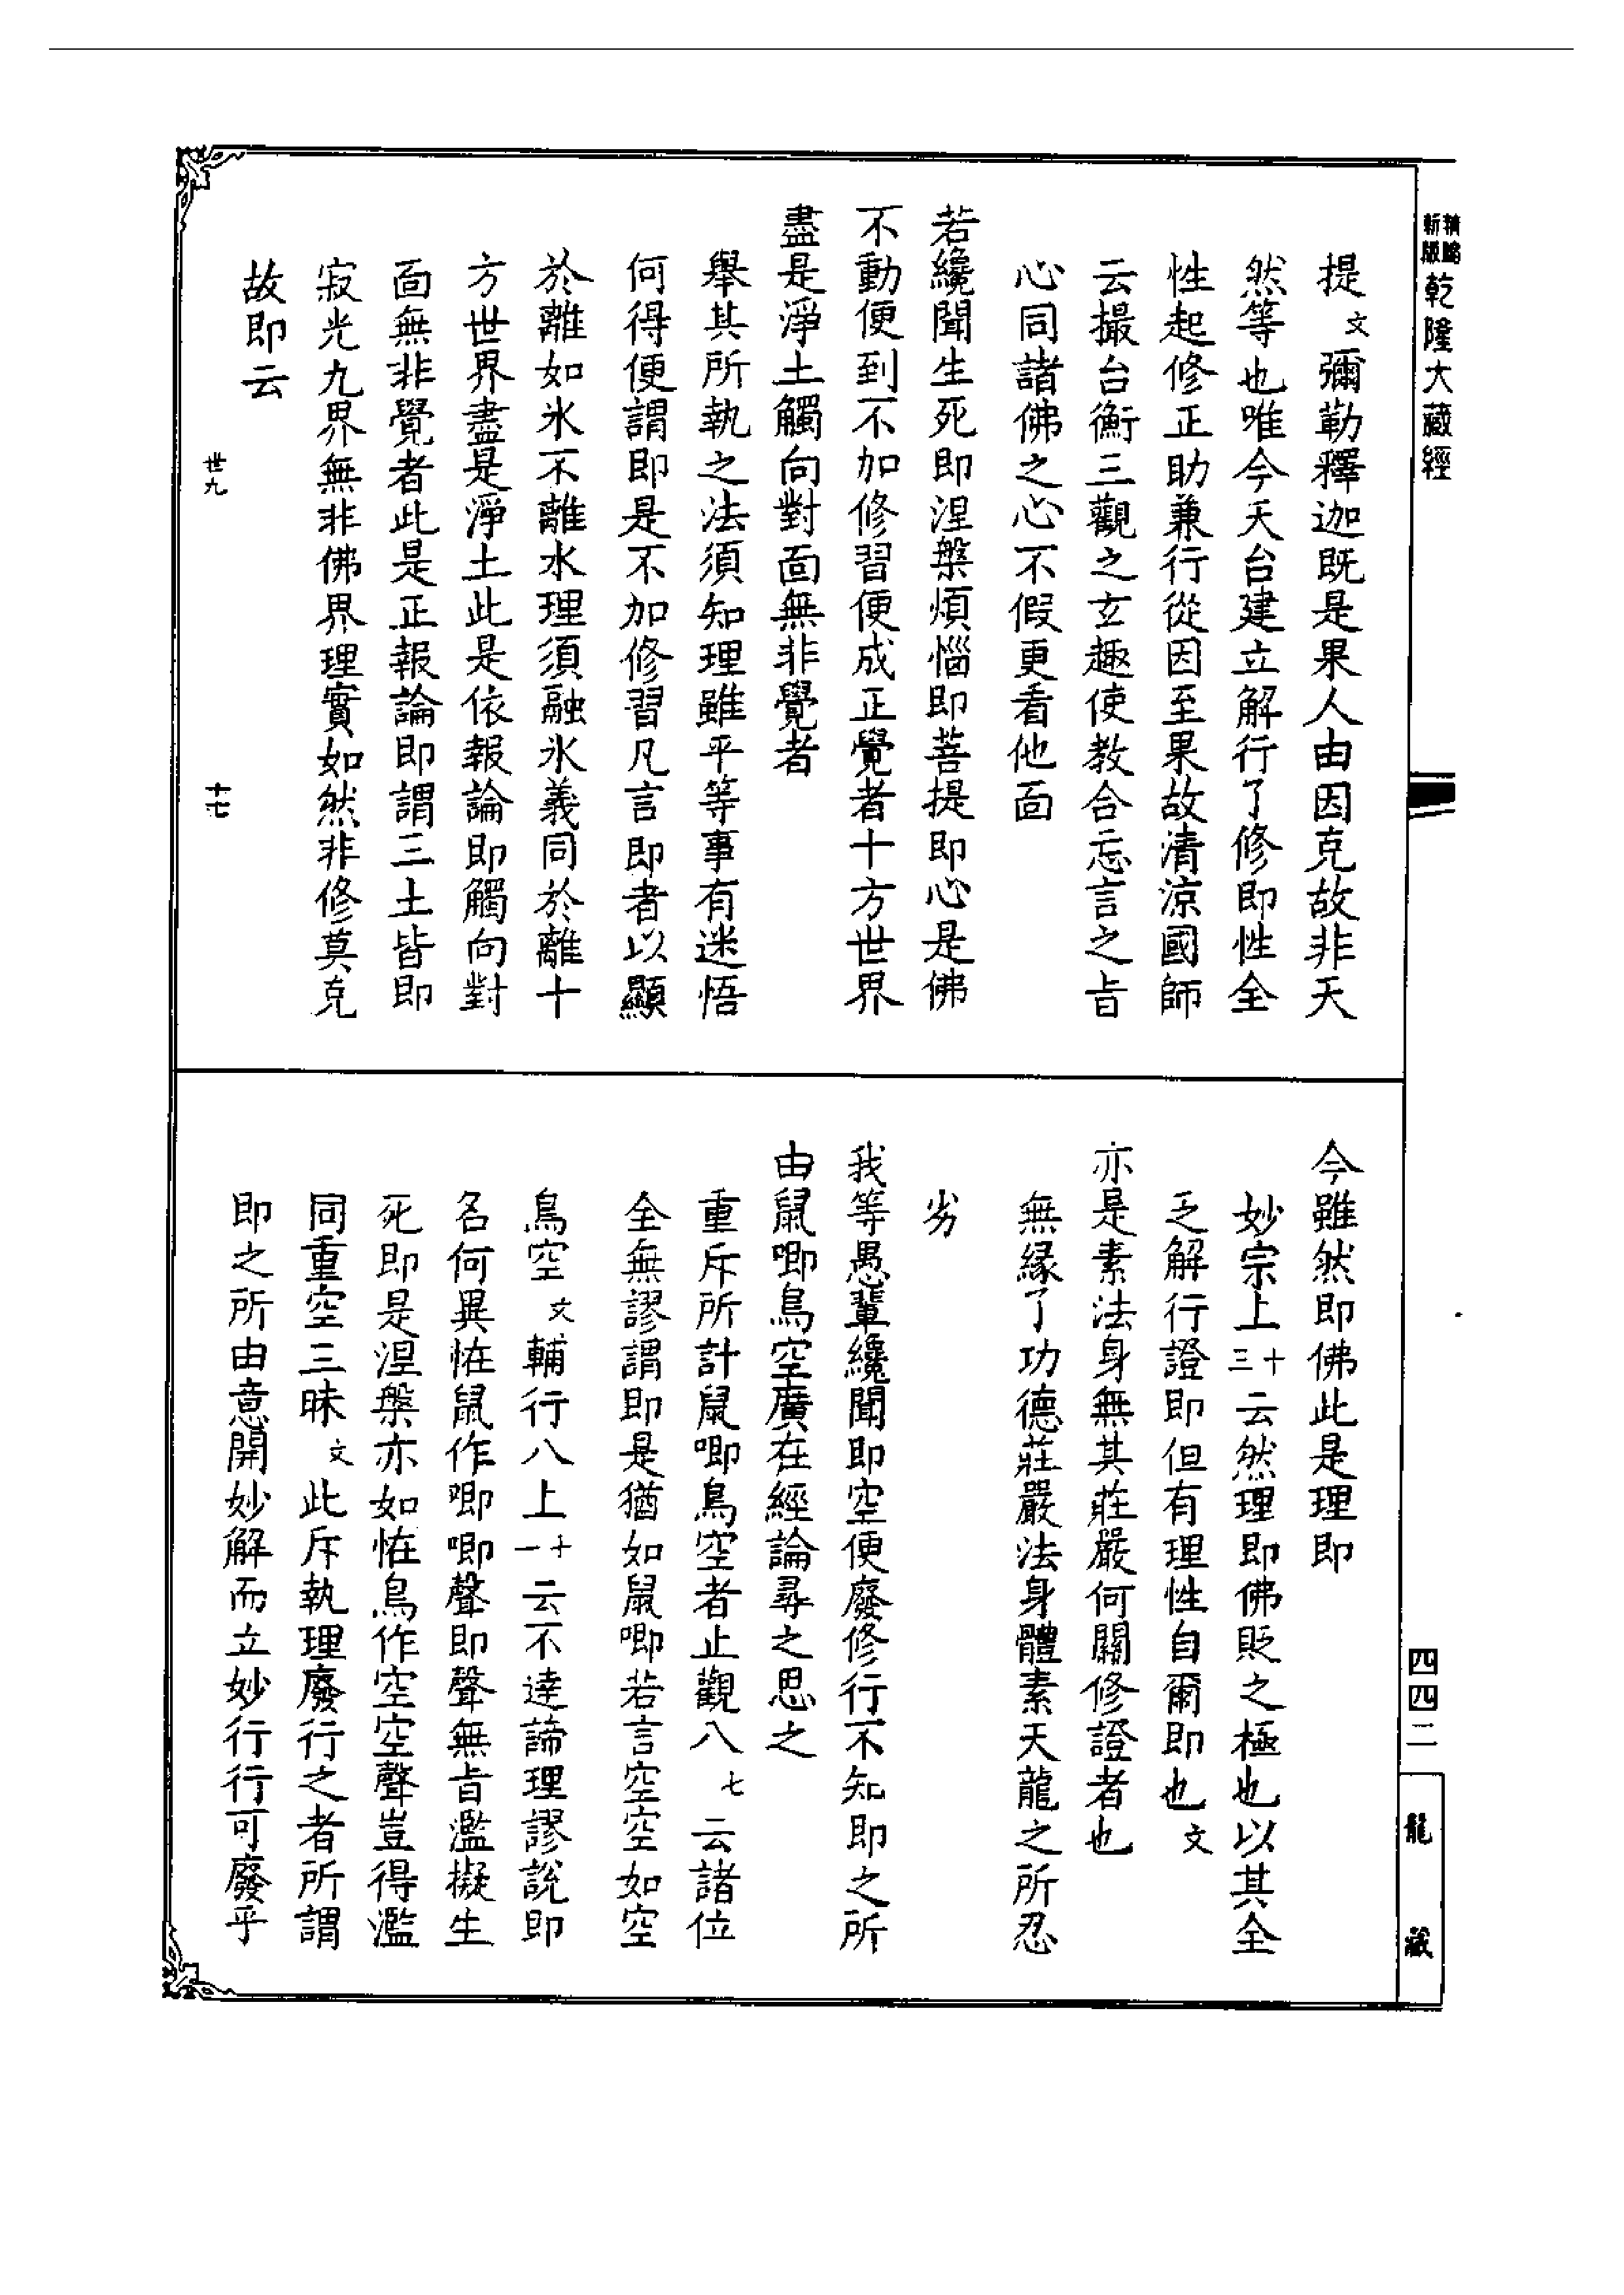 乾隆大藏經
提文彌勒釋迦既是果人由因克故非天
然等也唯今天台建立解行了修即性全
性起修正助兼行從因至果故清涼國師
云撮台衡三觀之玄趣使教合忘言之旨
心同諸佛之心不假更看他面
若纔聞生死即涅槃煩惱即菩提即心是佛
不動便到不加修習便成正覺者十方世界
盡是淨土觸向對面無非覺者
舉其所執之法須知理雖平等事有迷悟
何得便謂即是不加修習凡言即者以顯
於離如氷不離水理須融氷義同於離十
方世界盡是淨土此是依報論即觸向對
面無非覺者此是正報論即謂三土皆即
寂光九界無非佛界理實如然非修莫克
故即云
世九
十七
今雖然即佛此是理即
妙宗上十三云然理即佛貶之極也以其全
乏解行證即但有理性自爾即也文
亦是素法身無其莊嚴何關修證者也
無緣了功德莊嚴法身體素天龍之所忍
劣
我等愚輩纔聞即空便廢修行不知即之所
由鼠唧鳥空廣在經論尋之思之
重斥所計鼠唧鳥空者止觀八七云諸位
全無謬謂即是猶如鼠唧若言空空如空
鳥空文輔行八上十一云不達諦理謬說即
名何異恠鼠作唧唧聲即聲無旨濫擬生
死即是涅槃亦如恠鳥作空空聲豈得濫
同重空三昧文此斥執理廢行之者所謂
即之所由意開妙解而立妙行行可廢乎
四四二
龍藏